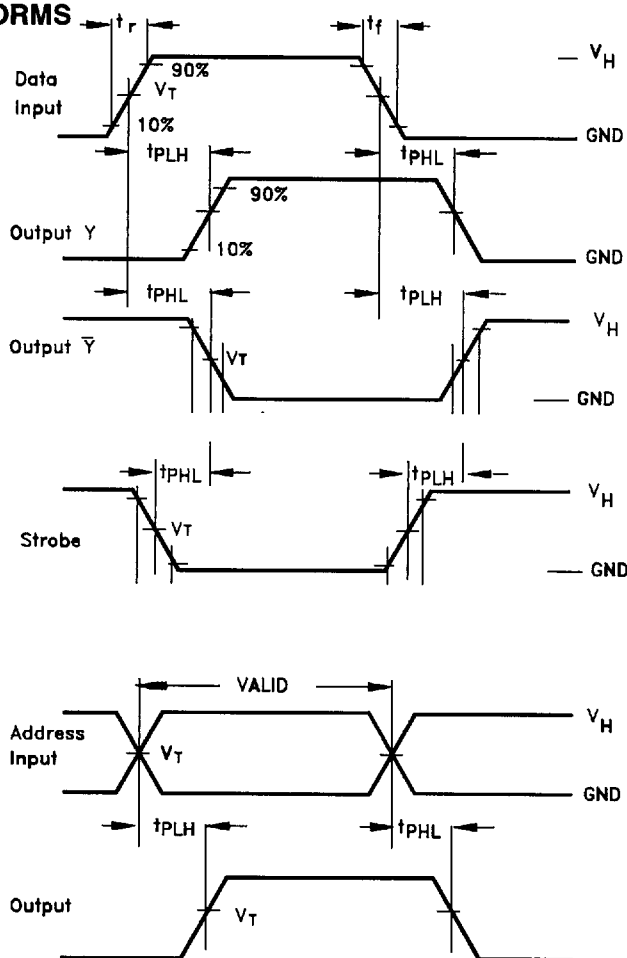 ORMS
tr
tf
VH
90%
Data
Input
VT
10%
GND
tPLH
tPHL
90%
Output Y
10%
GND
tPHL
tPLH
VH
Output Y̅
VT
GND
tPHL
tPLH
VH
VT
Strobe
GND
VALID
VH
Address
Input
VT
GND
tPLH
tPHL
Output
VT